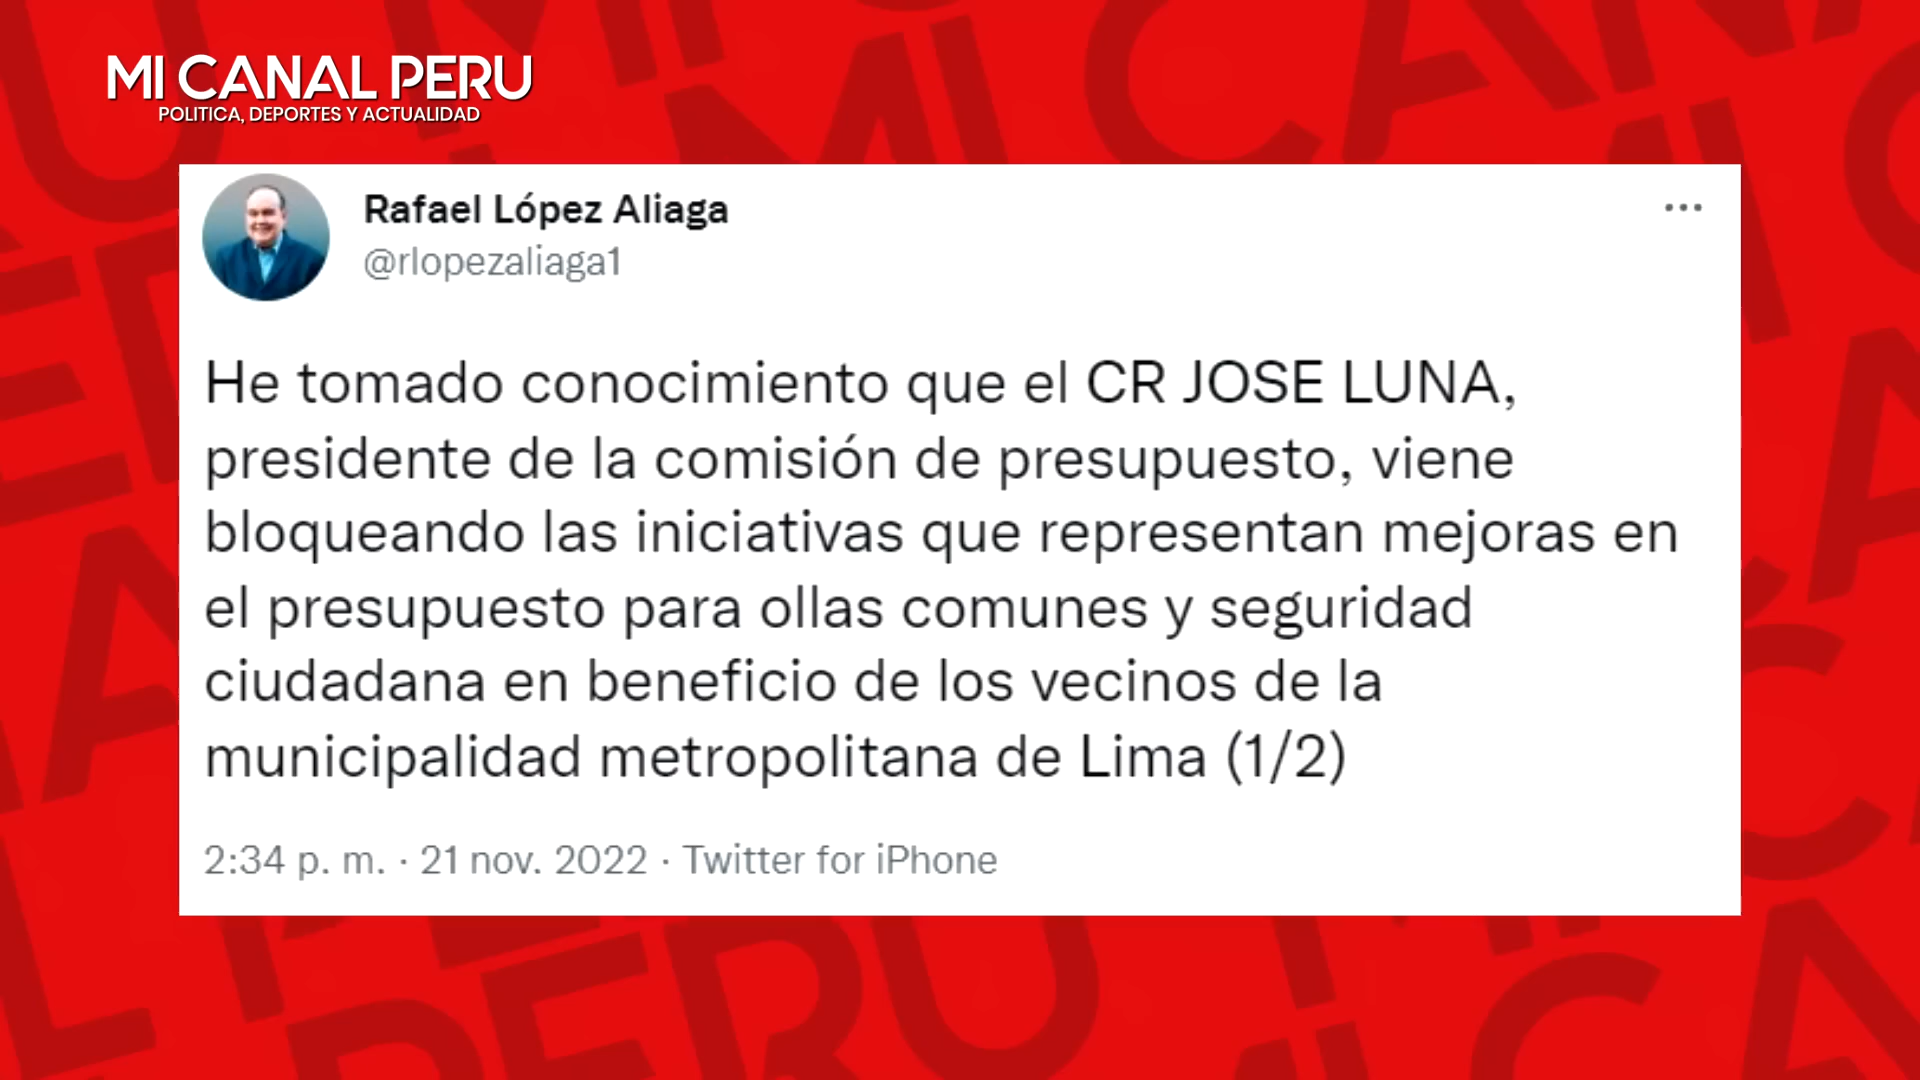 MI CANAL PERU
POLITICA, DEPORTES Y ACTUALIDAD
Rafael López Aliaga
@rlopezaliaga1
He tomado conocimiento que el CR JOSE LUNA,
presidente de la comisión de presupuesto, viene
bloqueando las iniciativas que representan mejoras en
el presupuesto para ollas comunes y seguridad
ciudadana en beneficio de los vecinos de la
municipalidad metropolitana de Lima (1/2)
2:34 p. m. · 21 nov. 2022 · Twitter for iPhone